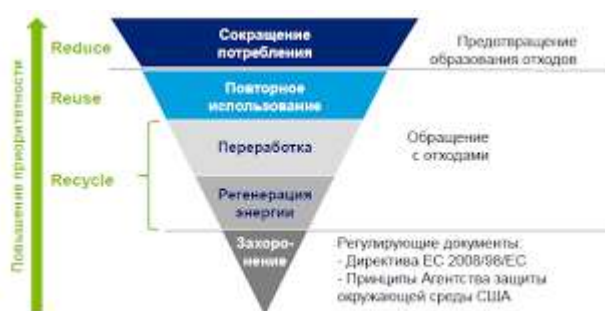 Повышение приоритетности
Reduce
Сокращение
потребления
Предотвращение
образования отходов
Reuse
Повторное
использование
Recycle
Переработка
Обращение
с отходами
Регенерация
энергии
Захоро-
нение
Регулирующие документы:
- Директива ЕС 2008/98/ЕС
- Принципы Агентства защиты
окружающей среды США